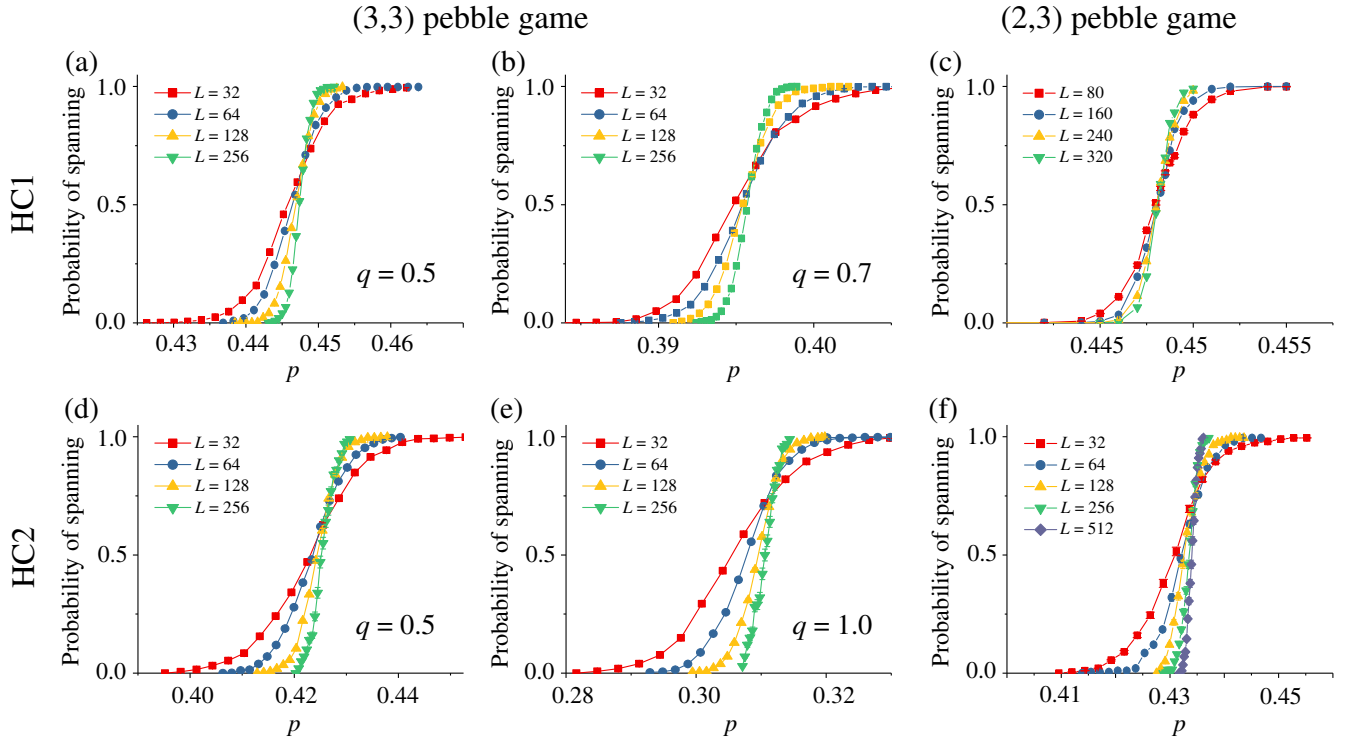 (3,3) pebble game
(2,3) pebble game
HC1
(a)
Probability of spanning
1.0
0.5
0.0
L = 32
L = 64
L = 128
L = 256
q = 0.5
0.43 0.44 0.45 0.46
p
(b)
Probability of spanning
1.0
0.5
0.0
L = 32
L = 64
L = 128
L = 256
q = 0.7
0.39 0.40
p
(c)
Probability of spanning
1.0
0.5
0.0
L = 80
L = 160
L = 240
L = 320
0.445 0.45 0.455
p
HC2
(d)
Probability of spanning
1.0
0.5
0.0
L = 32
L = 64
L = 128
L = 256
q = 0.5
0.40 0.42 0.44
p
(e)
Probability of spanning
1.0
0.5
0.0
L = 32
L = 64
L = 128
L = 256
q = 1.0
0.28 0.30 0.32
p
(f)
Probability of spanning
1.0
0.5
0.0
L = 32
L = 64
L = 128
L = 256
L = 512
0.41 0.43 0.45
p